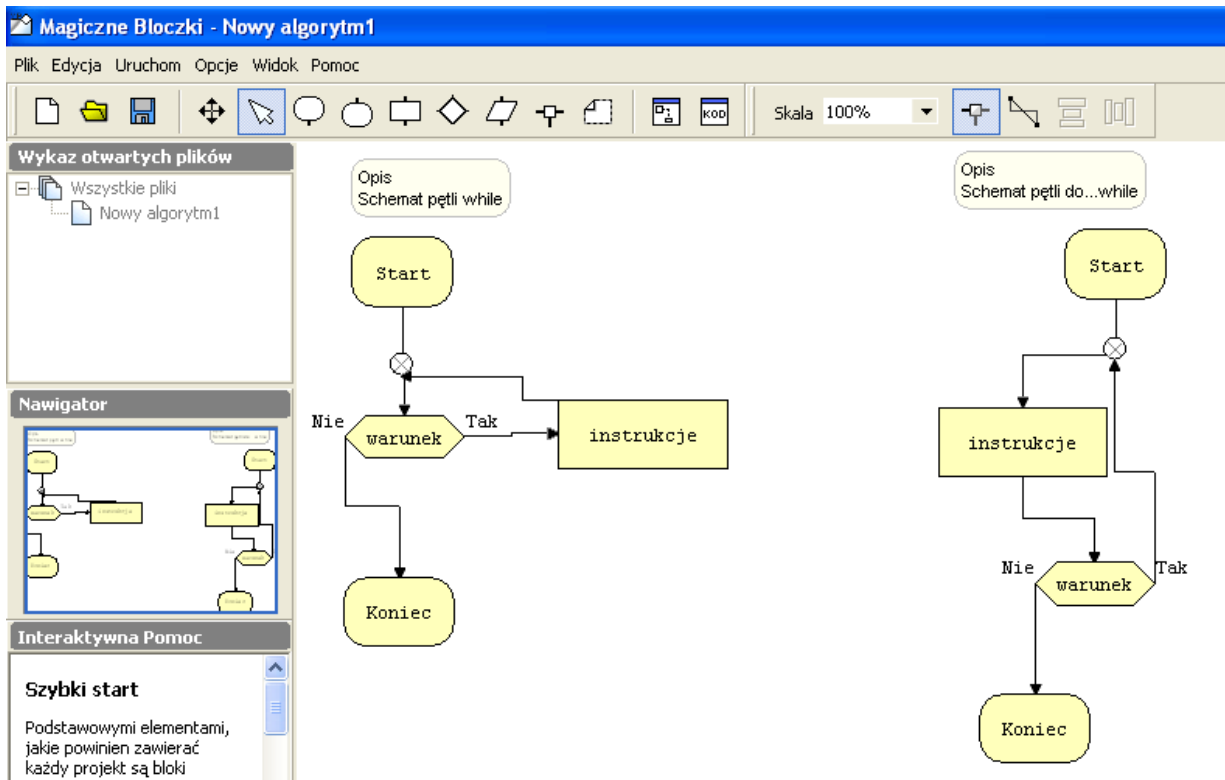 Magiczne Bloczki - Nowy algorytm1
Plik Edycja Uruchom Opcje Widok Pomoc
KOD
Skala 100%
Wykaz otwartych plików
Wszystkie pliki
Nowy algorytm1
Nawigator
Interaktywna Pomoc
Szybki start
Podstawowymi elementami,
jakie powinien zawierać
każdy projekt są bloki
Opis
Schemat pętli while
Start
Nie
warunek
Tak
instrukcje
Koniec
Opis
Schemat pętli do...while
Start
instrukcje
Nie
warunek
Tak
Koniec